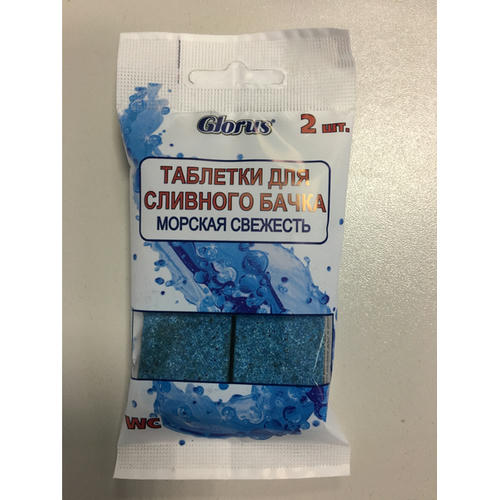 Glorus® 2 шт.
ТАБЛЕТКИ ДЛЯ
СЛИВНОГО БАЧКА
МОРСКАЯ СВЕЖЕСТЬ
WC